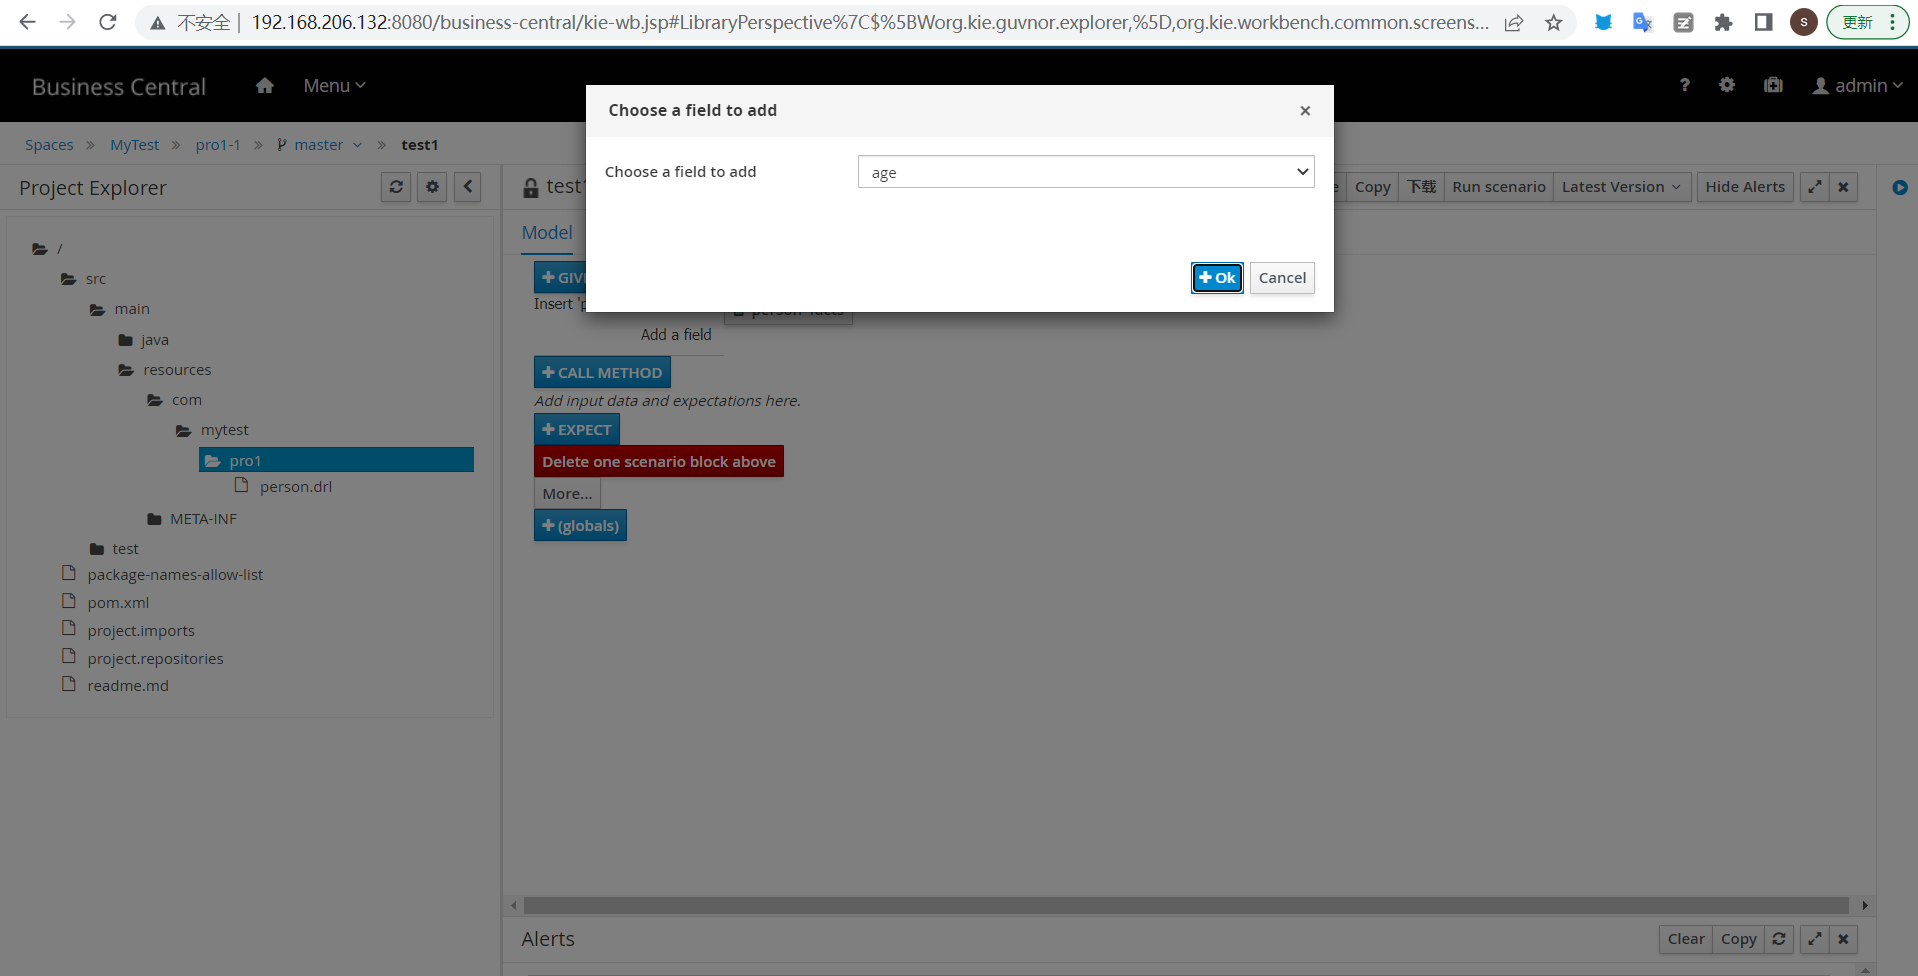 不安全 192.168.206.132:8080/business-central/kie-wb.jsp#LibraryPerspective%7C$%5BWorg.kie.guvnor.explorer,%5D,org.kie.workbench.common.screens... S 更新
Business Central Menu ? admin
Choose a field to add ×
Spaces » MyTest » pro1-1 » master » test1
Choose a field to add age
Project Explorer
test1 Copy 下载 Run scenario Latest Version Hide Alerts
Model
/
+ GIVE
+ Ok Cancel
src
Insert 'p
main
Add a field
java
resources
+ CALL METHOD
com
Add input data and expectations here.
mytest
+ EXPECT
pro1
Delete one scenario block above
person.drl
More...
META-INF
+ (globals)
test
package-names-allow-list
pom.xml
project.imports
project.repositories
readme.md
Alerts Clear Copy